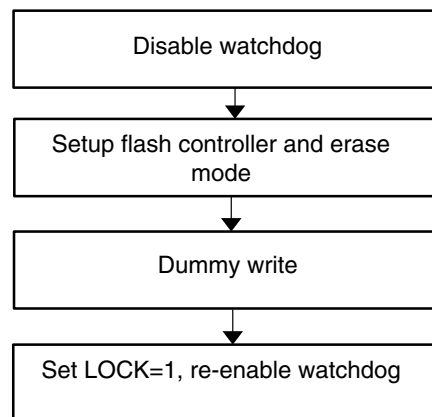 Disable watchdog
Setup flash controller and erase
mode
Dummy write
Set LOCK=1, re-enable watchdog